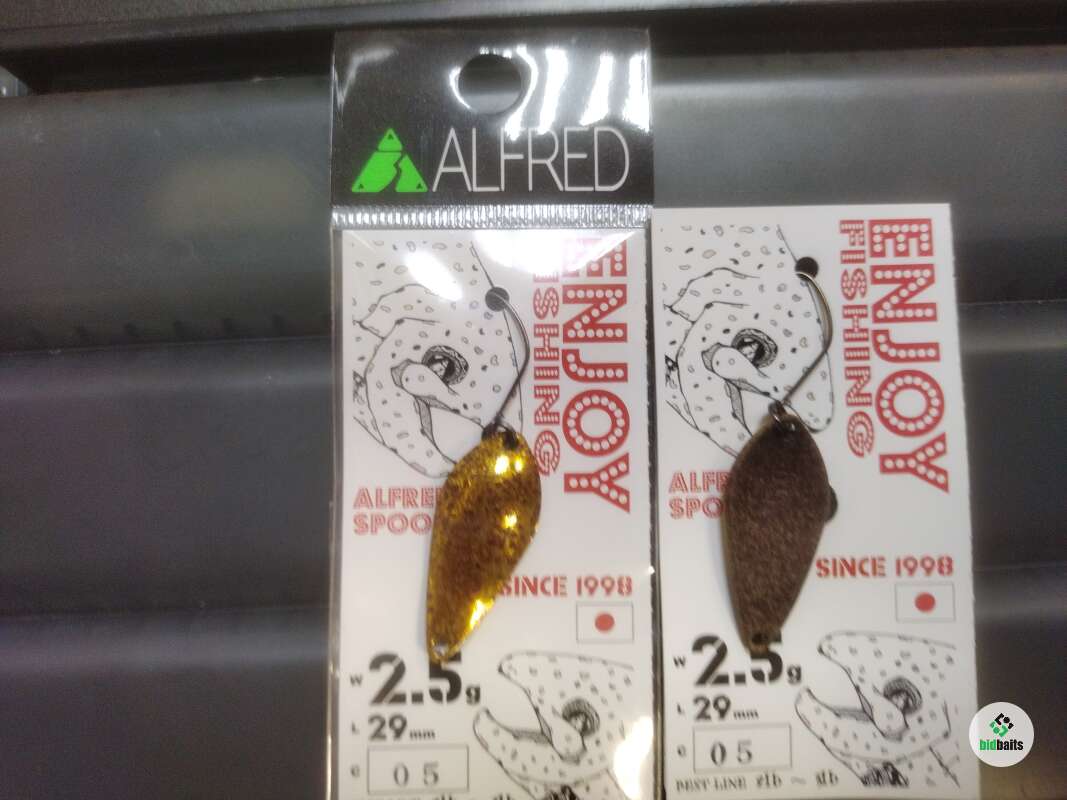 ALFRED
ENJOY
FISHING
ALFRE
SPOO
SINCE 1998
W 2.5g
L 29mm
C 05
ENJOY
FISHING
ALF
SPO
SINCE 1998
W 2.5g
L 29mm
C 05
BEST LINE
bidbaits